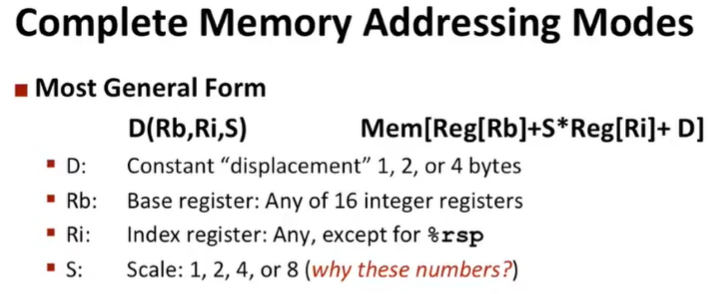 Complete Memory Addressing Modes
■ Most General Form
D(Rb,Ri,S) Mem[Reg[Rb]+S*Reg[Ri]+ D]
▪ D: Constant “displacement” 1, 2, or 4 bytes
▪ Rb: Base register: Any of 16 integer registers
▪ Ri: Index register: Any, except for %rsp
▪ S: Scale: 1, 2, 4, or 8 (why these numbers?)